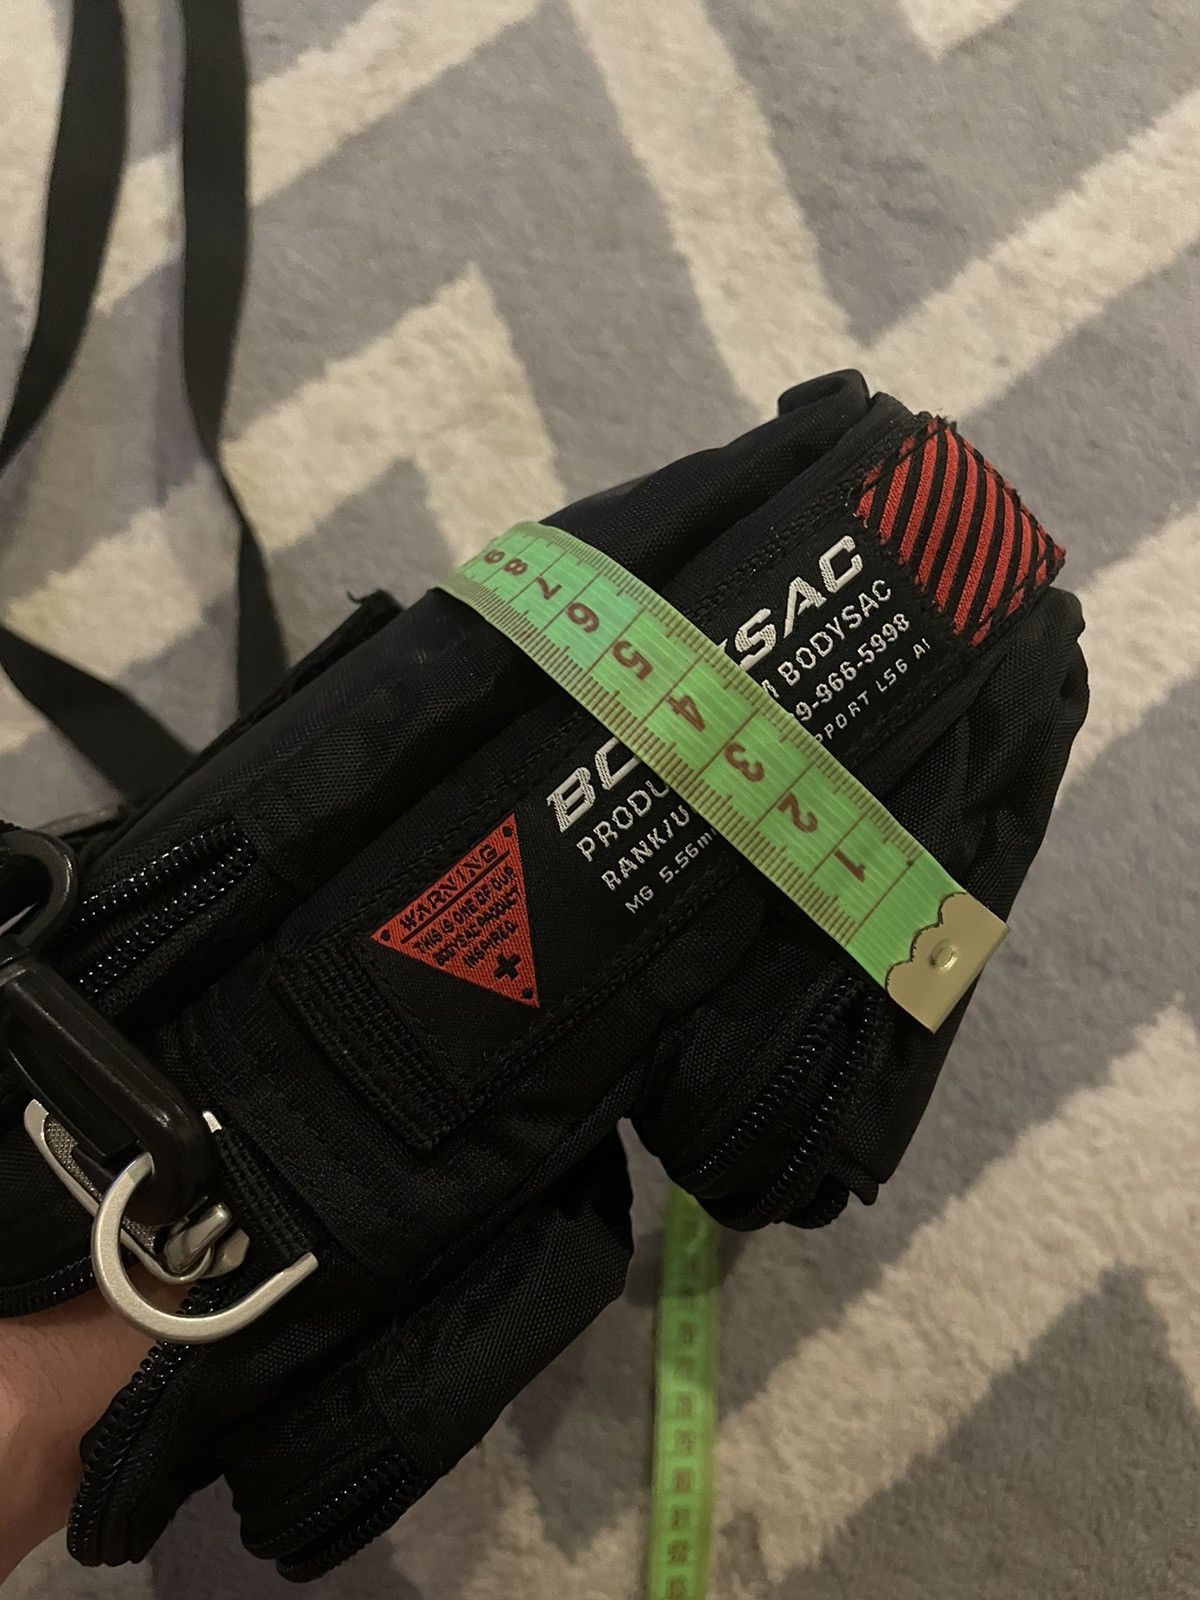 SAC
BODYSAC
9-966.5998
PPORT L56 AI
BO
PRODU
RANK/U
MG 5.56m
WARNING
THIS IS ONE OF OUR
BODYSAC PRODUCT
INSPIRED.
1
2
3
4
5
6
7
8
9